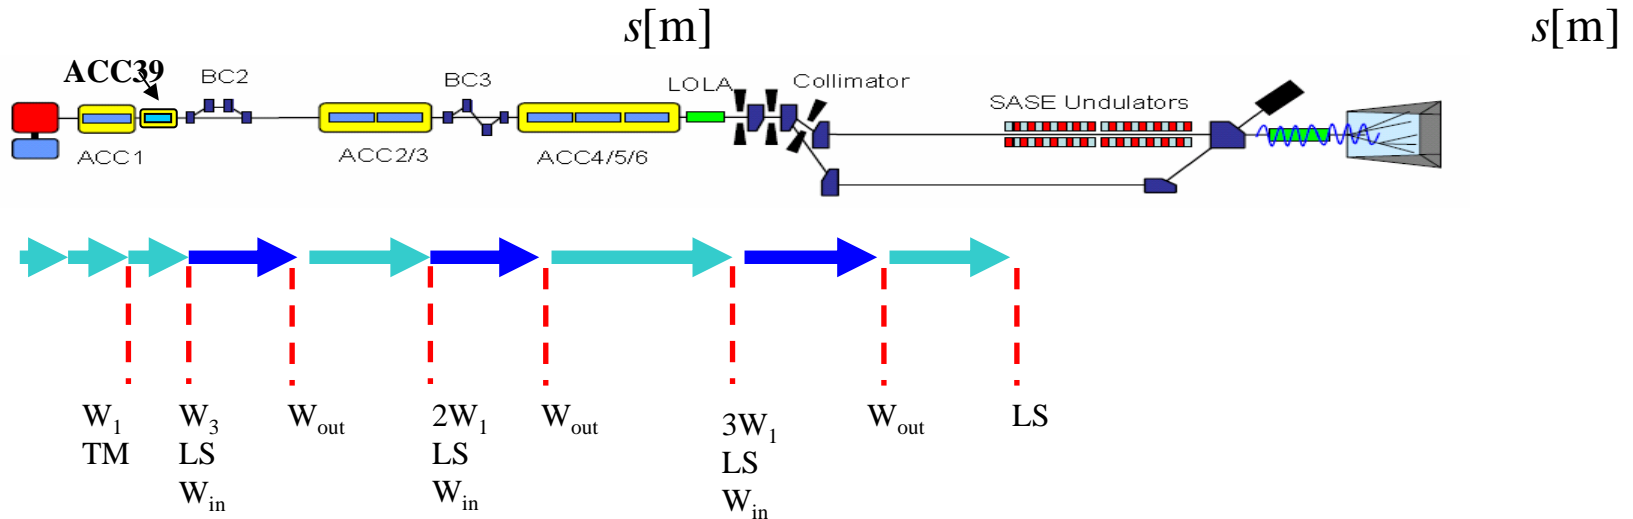 s[m] s[m]
ACC39 BC2 BC3 LOLA Collimator
SASE Undulators
ACC1 ACC2/3 ACC4/5/6
W₁ W₃ Wout 2W₁ Wout 3W₁ Wout LS
TM LS LS LS
Win Win Win